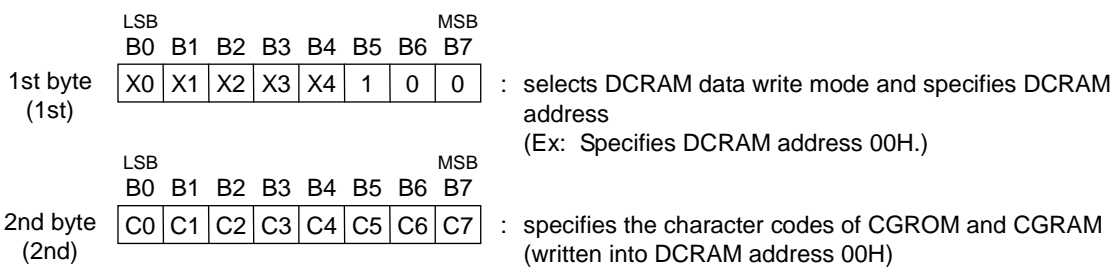 LSB MSB
B0 B1 B2 B3 B4 B5 B6 B7
1st byte X0 X1 X2 X3 X4 1 0 0 : selects DCRAM data write mode and specifies DCRAM
(1st) address
(Ex: Specifies DCRAM address 00H.)
LSB MSB
B0 B1 B2 B3 B4 B5 B6 B7
2nd byte C0 C1 C2 C3 C4 C5 C6 C7 : specifies the character codes of CGROM and CGRAM
(2nd) (written into DCRAM address 00H)